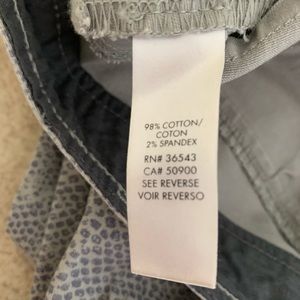 98% COTTON/
COTON
2% SPANDEX
RN# 36543
CA# 50900
SEE REVERSE
VOIR REVERSO